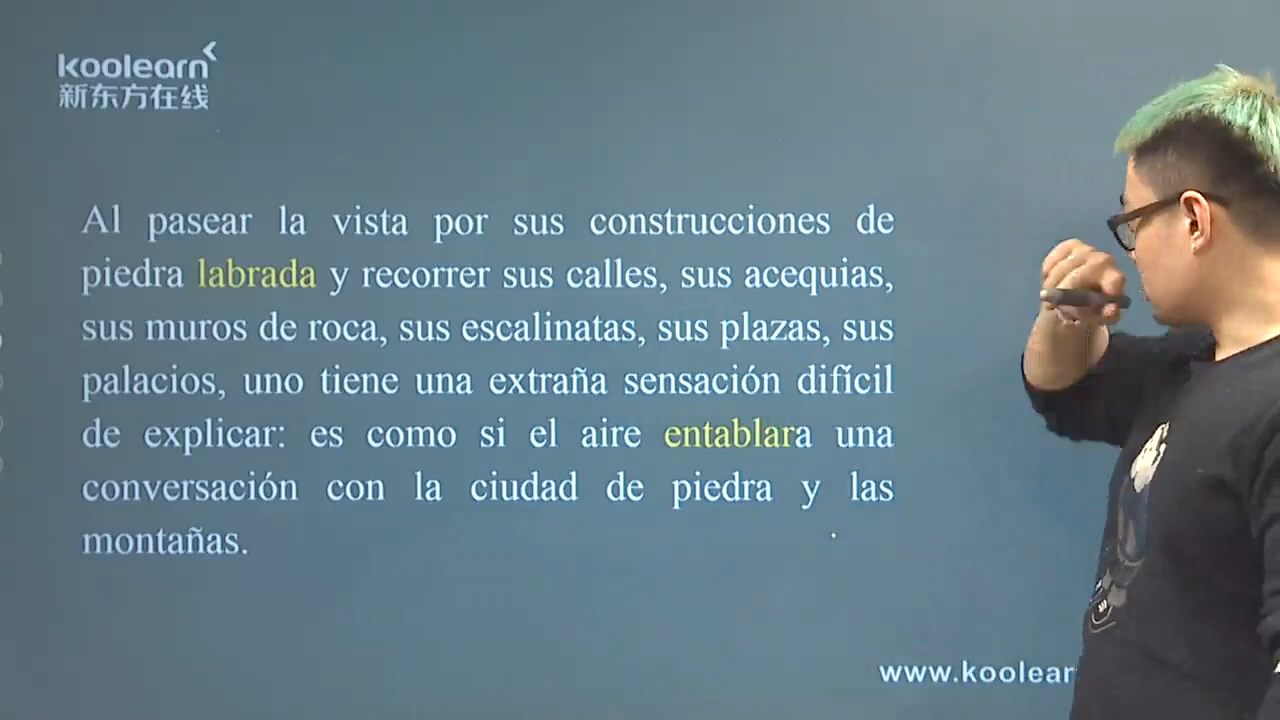 koolearn
新东方在线
Al pasear la vista por sus construcciones de
piedra labrada y recorrer sus calles, sus acequias,
sus muros de roca, sus escalinatas, sus plazas, sus
palacios, uno tiene una extraña sensación difícil
de explicar: es como si el aire entablara una
conversación con la ciudad de piedra y las
montañas.
www.koolear